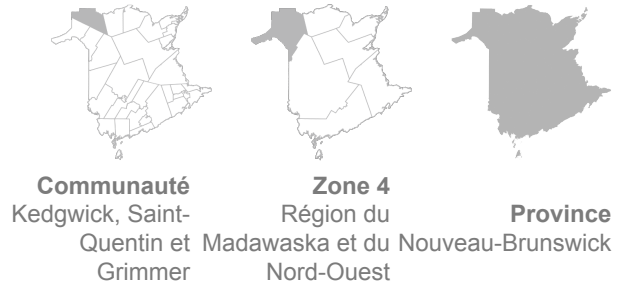 Communauté
Kedgwick, Saint-
Quentin et
Grimmer
Zone 4
Région du
Madawaska et du
Nord-Ouest
Province
Nouveau-Brunswick